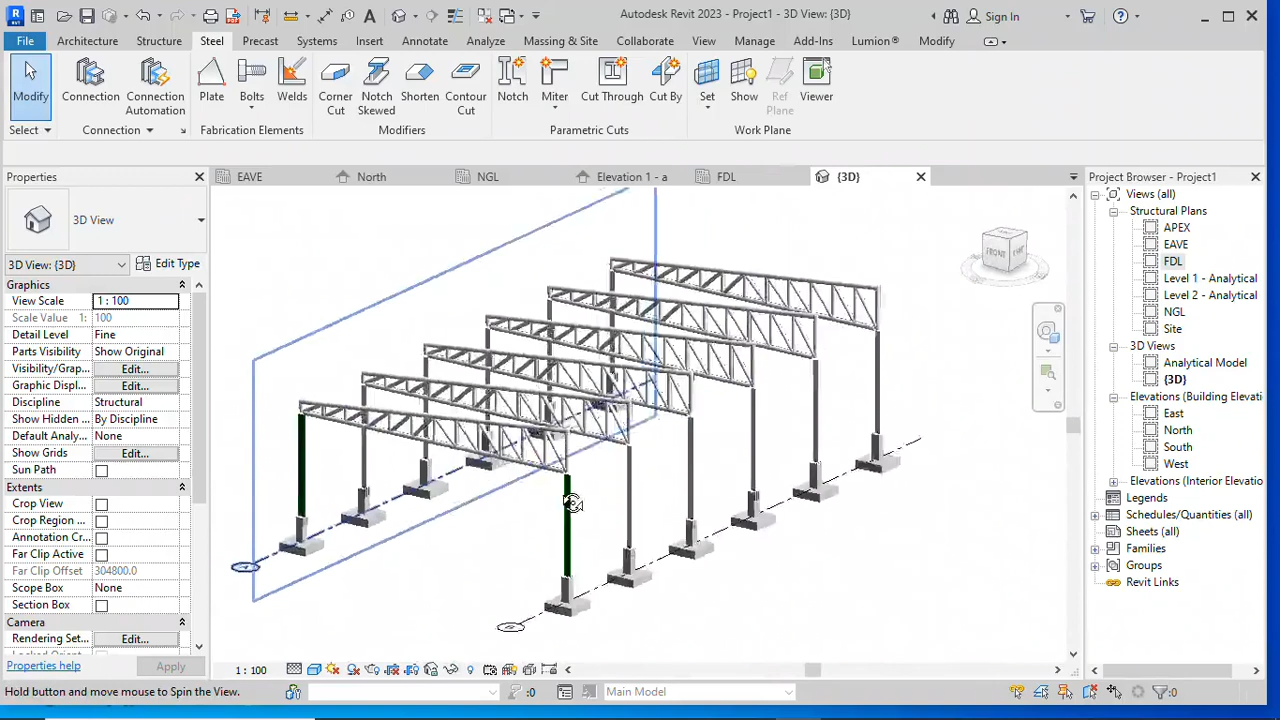 R
RVT
A
Autodesk Revit 2023 - Project1 - 3D View: {3D}
Sign In
File Architecture Structure Steel Precast Systems Insert Annotate Analyze Massing & Site Collaborate View Manage Add-Ins Lumion® Modify
Modify Connection Connection Automation Plate Bolts Welds Corner Cut Notch Skewed Shorten Contour Cut Notch Miter Cut Through Cut By Set Show Ref Plane Viewer
Select Connection Fabrication Elements Modifiers Parametric Cuts Work Plane
Properties
EAVE North NGL Elevation 1 - a FDL {3D}
Project Browser - Project1
3D View
3D View: {3D} Edit Type
Graphics
View Scale 1 : 100
Scale Value 1: 100
Detail Level Fine
Parts Visibility Show Original
Visibility/Grap... Edit...
Graphic Displ... Edit...
Discipline Structural
Show Hidden ... By Discipline
Default Analy... None
Show Grids Edit...
Sun Path
Extents
Crop View
Crop Region ...
Annotation Cr...
Far Clip Active
Far Clip Offset 304800.0
Scope Box None
Section Box
Camera
Rendering Set... Edit...
Properties help Apply
FRONT
Views (all)
Structural Plans
APEX
EAVE
FDL
Level 1 - Analytical
Level 2 - Analytical
NGL
Site
3D Views
Analytical Model
{3D}
Elevations (Building Elevati
East
North
South
West
Elevations (Interior Elevatio
Legends
Schedules/Quantities (all)
Sheets (all)
Families
Groups
Revit Links
1 : 100
Hold button and move mouse to Spin the View.
:0
Main Model
:0